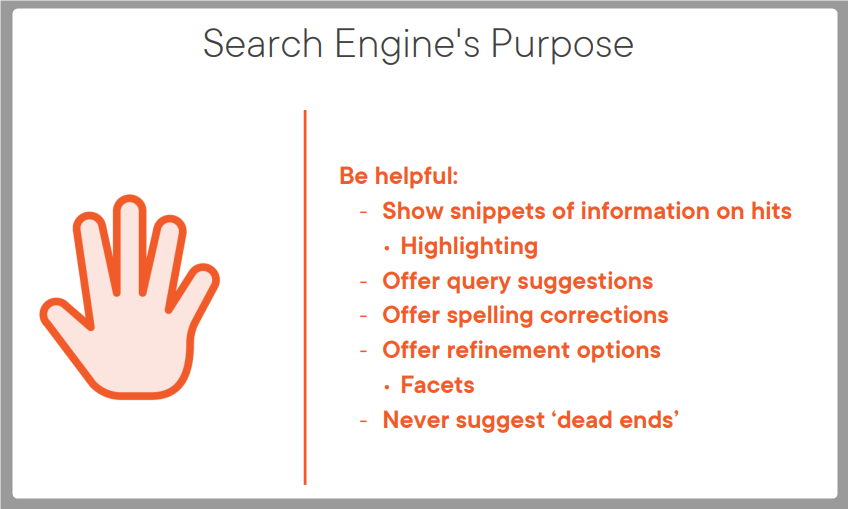 Search Engine's Purpose
Be helpful:
- Show snippets of information on hits
• Highlighting
- Offer query suggestions
- Offer spelling corrections
- Offer refinement options
• Facets
- Never suggest ‘dead ends’